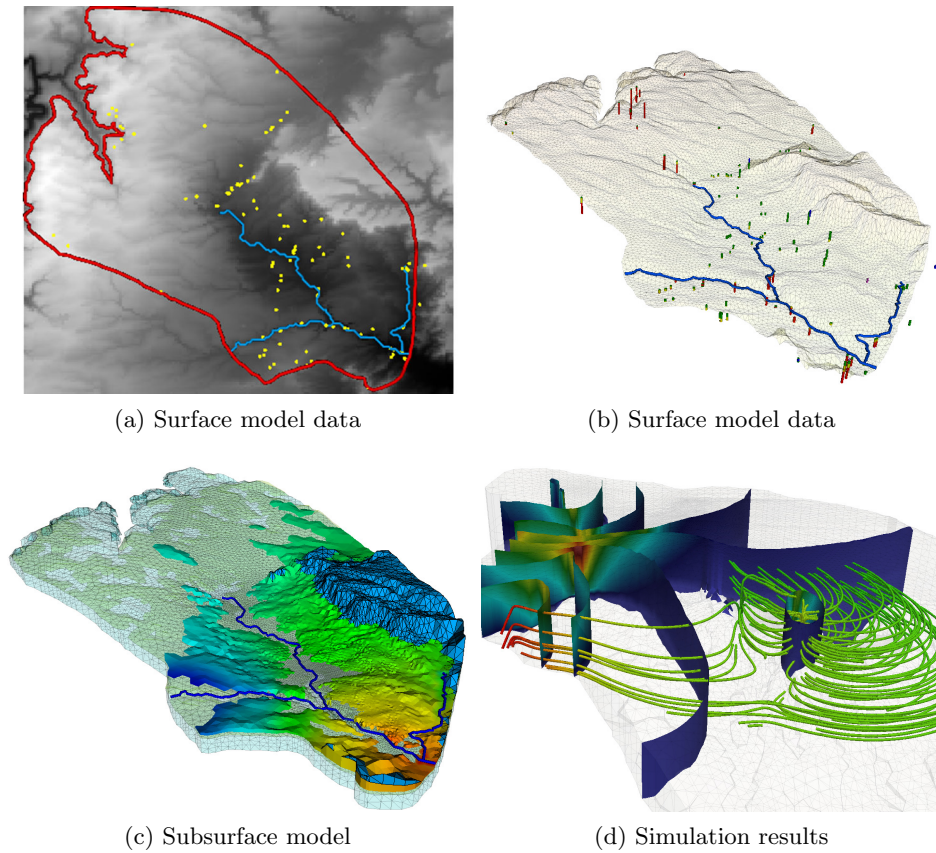 (a) Surface model data
(b) Surface model data
(c) Subsurface model
(d) Simulation results